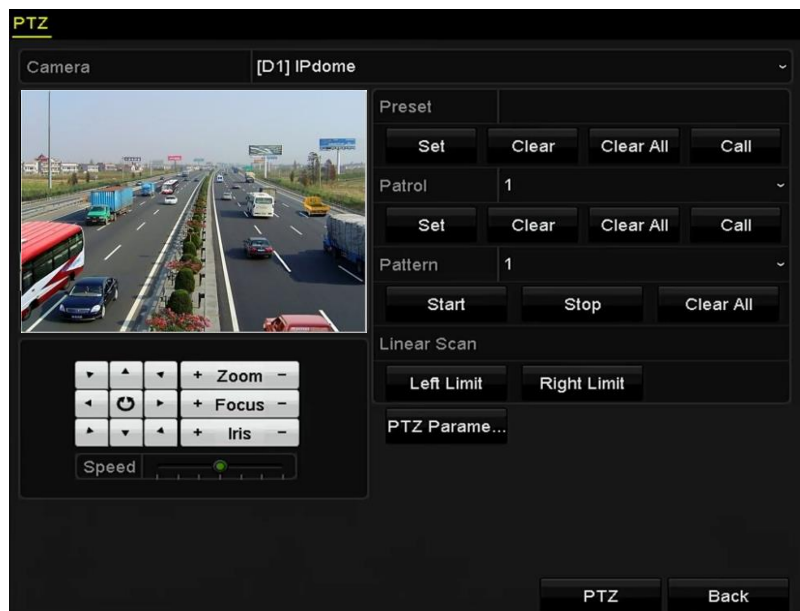 PTZ
Camera [D1] IPdome
Preset
Set Clear Clear All Call
Patrol 1
Set Clear Clear All Call
Pattern 1
Start Stop Clear All
Linear Scan
Left Limit Right Limit
PTZ Parame...
+ Zoom -
+ Focus -
+ Iris -
Speed
PTZ Back